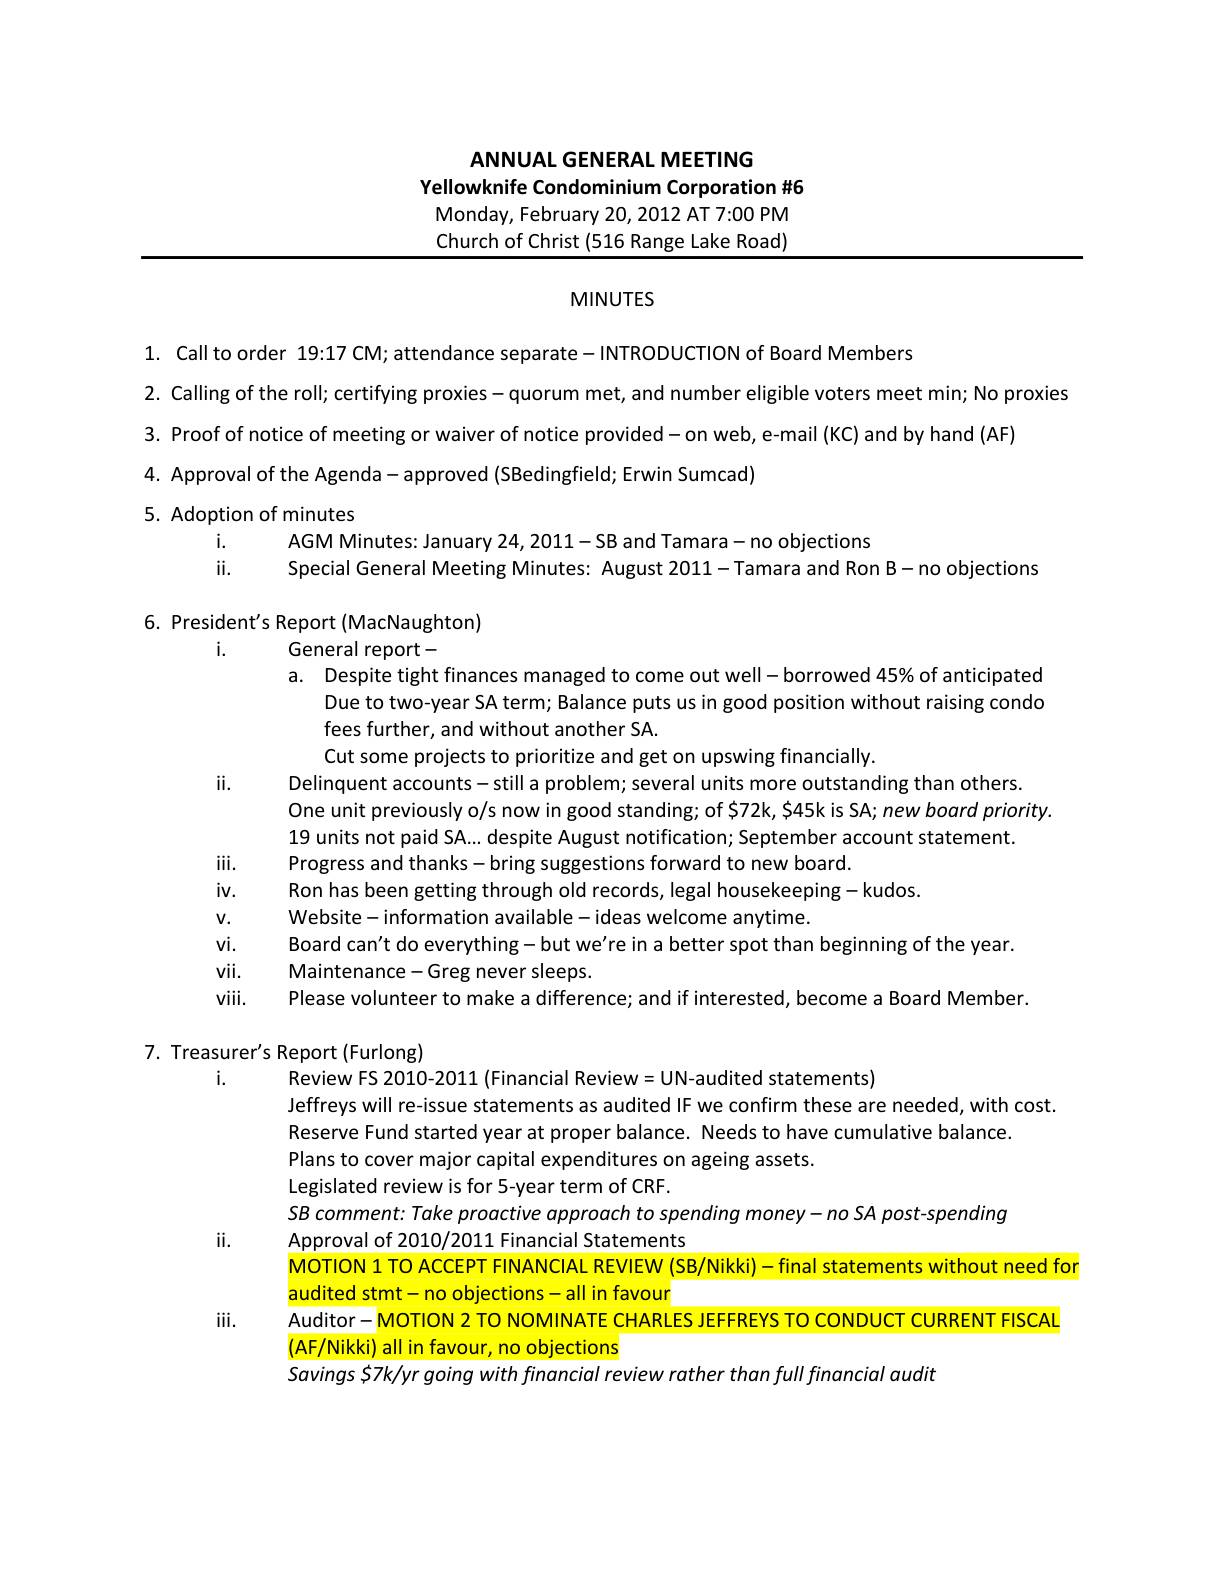 ANNUAL GENERAL MEETING
Yellowknife Condominium Corporation #6
Monday, February 20, 2012 AT 7:00 PM
Church of Christ (516 Range Lake Road)
MINUTES
1. Call to order 19:17 CM; attendance separate – INTRODUCTION of Board Members
2. Calling of the roll; certifying proxies – quorum met, and number eligible voters meet min; No proxies
3. Proof of notice of meeting or waiver of notice provided – on web, e-mail (KC) and by hand (AF)
4. Approval of the Agenda – approved (SBedingfield; Erwin Sumcad)
5. Adoption of minutes
i. AGM Minutes: January 24, 2011 – SB and Tamara – no objections
ii. Special General Meeting Minutes: August 2011 – Tamara and Ron B – no objections
6. President’s Report (MacNaughton)
i. General report –
a. Despite tight finances managed to come out well – borrowed 45% of anticipated
Due to two-year SA term; Balance puts us in good position without raising condo
fees further, and without another SA.
Cut some projects to prioritize and get on upswing financially.
ii. Delinquent accounts – still a problem; several units more outstanding than others.
One unit previously o/s now in good standing; of $72k, $45k is SA; new board priority.
19 units not paid SA… despite August notification; September account statement.
iii. Progress and thanks – bring suggestions forward to new board.
iv. Ron has been getting through old records, legal housekeeping – kudos.
v. Website – information available – ideas welcome anytime.
vi. Board can’t do everything – but we’re in a better spot than beginning of the year.
vii. Maintenance – Greg never sleeps.
viii. Please volunteer to make a difference; and if interested, become a Board Member.
7. Treasurer’s Report (Furlong)
i. Review FS 2010-2011 (Financial Review = UN-audited statements)
Jeffreys will re-issue statements as audited IF we confirm these are needed, with cost.
Reserve Fund started year at proper balance. Needs to have cumulative balance.
Plans to cover major capital expenditures on ageing assets.
Legislated review is for 5-year term of CRF.
SB comment: Take proactive approach to spending money – no SA post-spending
ii. Approval of 2010/2011 Financial Statements
MOTION 1 TO ACCEPT FINANCIAL REVIEW (SB/Nikki) – final statements without need for
audited stmt – no objections – all in favour
iii. Auditor – MOTION 2 TO NOMINATE CHARLES JEFFREYS TO CONDUCT CURRENT FISCAL
(AF/Nikki) all in favour, no objections
Savings $7k/yr going with financial review rather than full financial audit